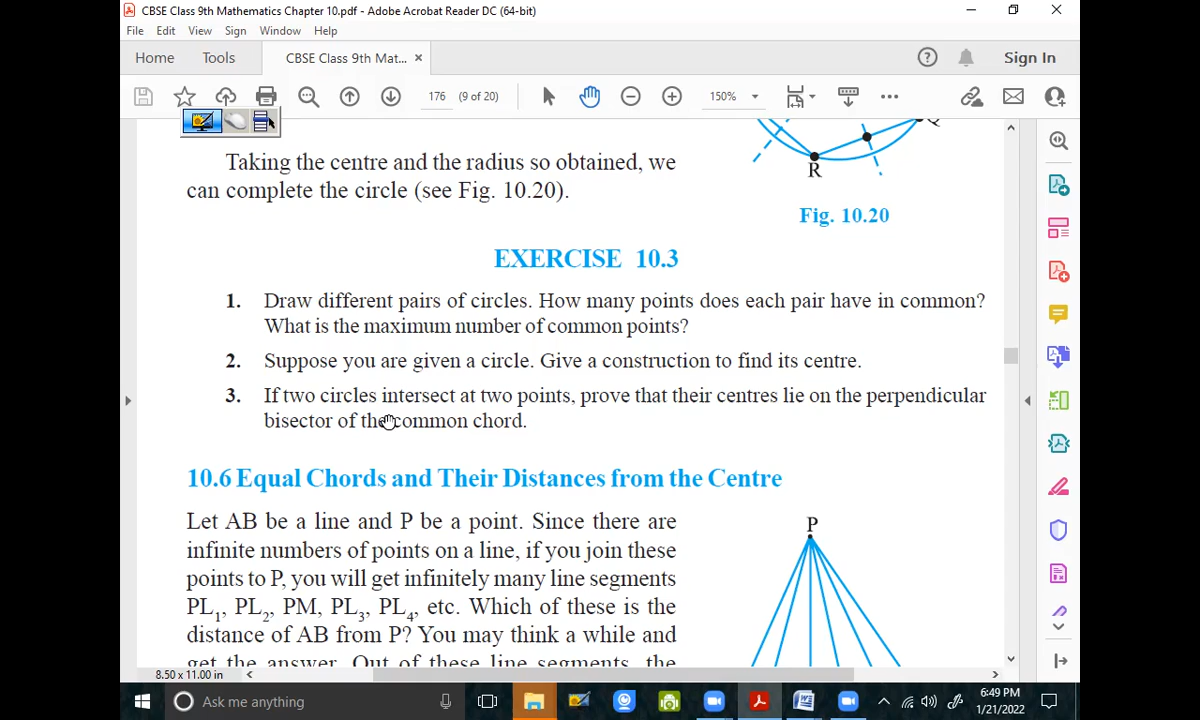 CBSE Class 9th Mathematics Chapter 10.pdf - Adobe Acrobat Reader DC (64-bit)
File Edit View Sign Window Help
Home Tools CBSE Class 9th Mat... × Sign In
176 (9 of 20) 150%
Q
R
Taking the centre and the radius so obtained, we
can complete the circle (see Fig. 10.20).
Fig. 10.20
EXERCISE 10.3
1. Draw different pairs of circles. How many points does each pair have in common?
What is the maximum number of common points?
2. Suppose you are given a circle. Give a construction to find its centre.
3. If two circles intersect at two points, prove that their centres lie on the perpendicular
bisector of the common chord.
10.6 Equal Chords and Their Distances from the Centre
Let AB be a line and P be a point. Since there are
infinite numbers of points on a line, if you join these
points to P, you will get infinitely many line segments
PL1, PL2, PM, PL3, PL4, etc. Which of these is the
distance of AB from P? You may think a while and
get the answer. Out of these line segments, the
P
8.50 x 11.00 in
Ask me anything
6:49 PM
1/21/2022